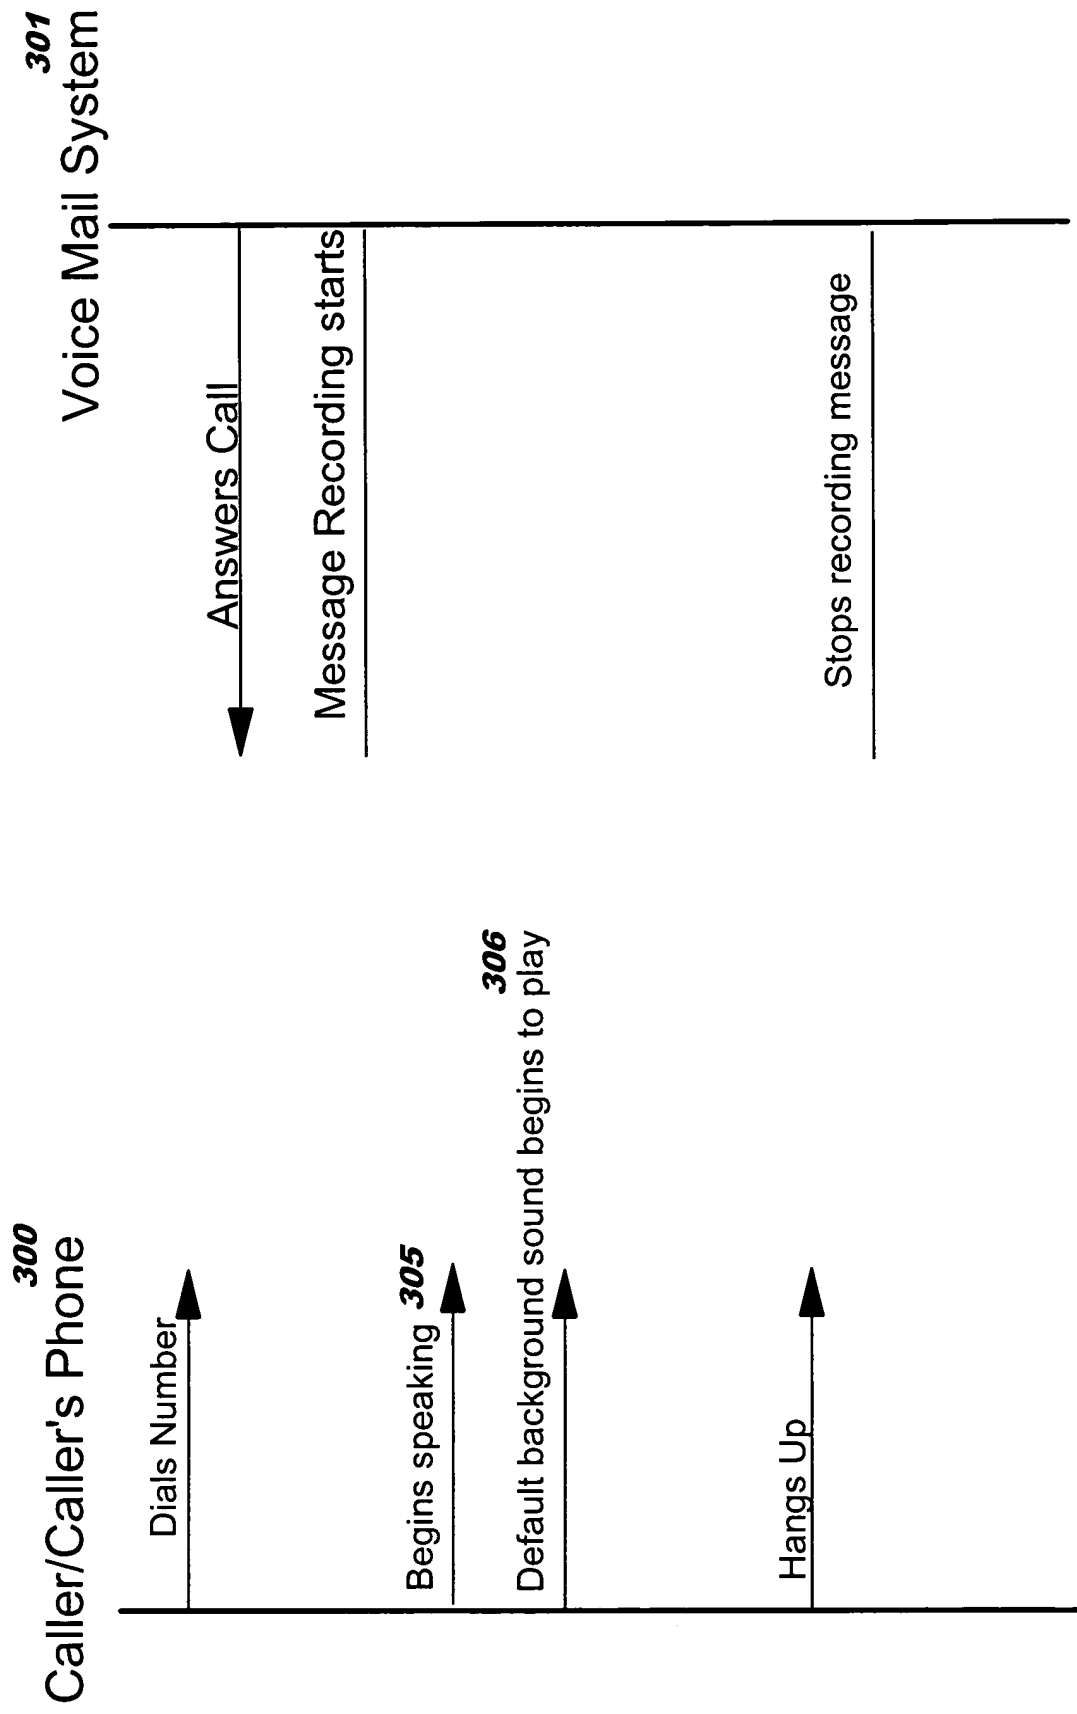 300
Caller/Caller's Phone
301
Voice Mail System
Dials Number
Answers Call
Message Recording starts
Begins speaking 305
306
Default background sound begins to play
Hangs Up
Stops recording message